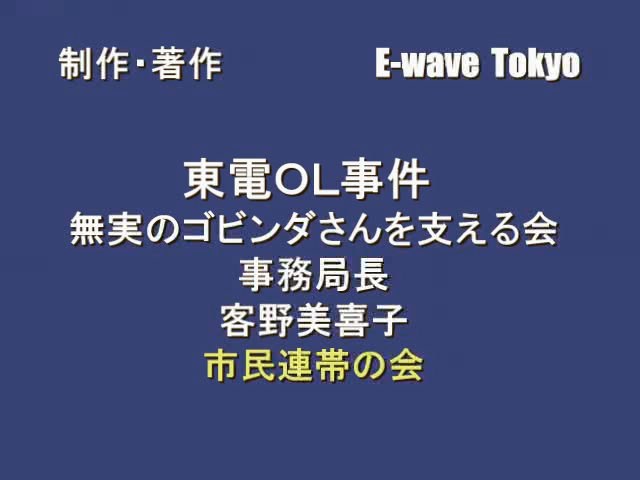 制作・著作 E-wave Tokyo
東電ＯＬ事件
無実のゴビンダさんを支える会
事務局長
客野美喜子
市民連帯の会